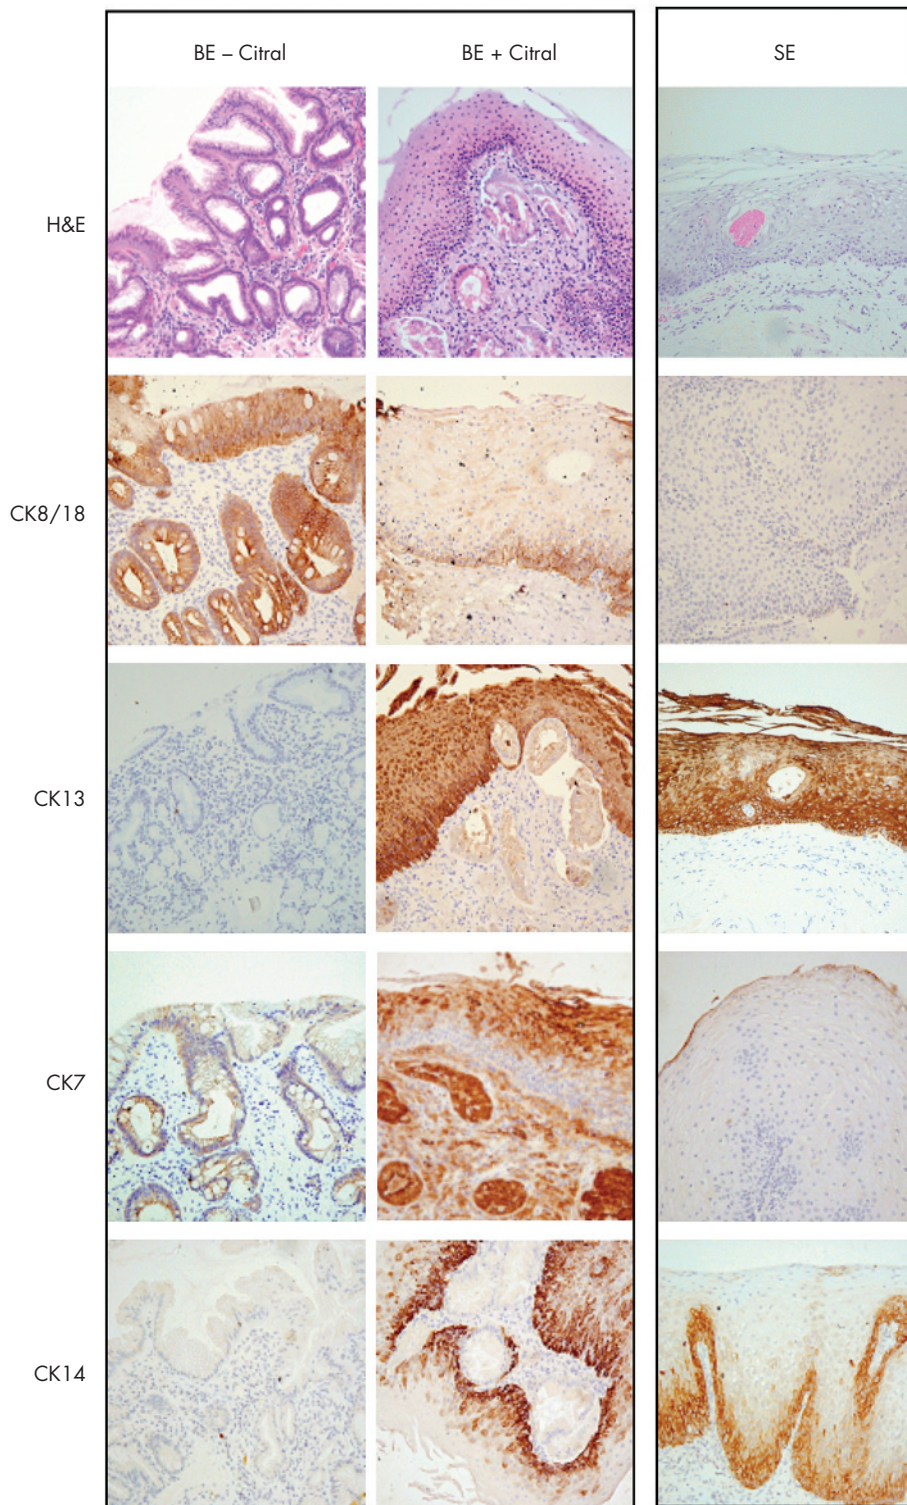 BE – Citral
BE + Citral
SE
H&E
CK8/18
CK13
CK7
CK14